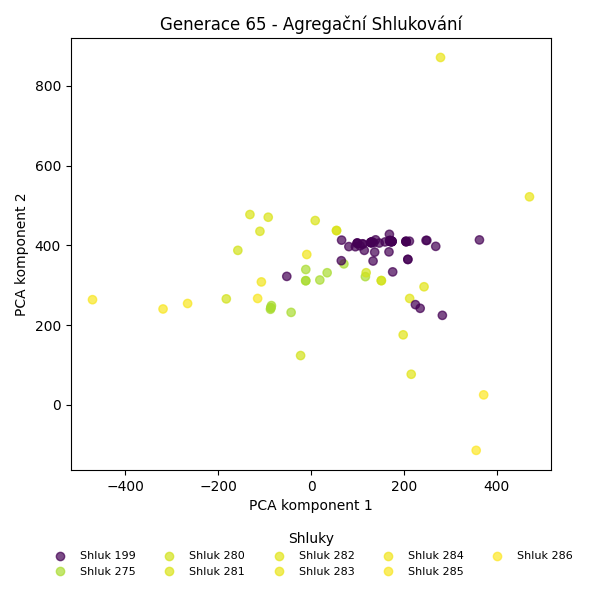 Generace 65 - Agregační Shlukování
PCA komponent 2
800
600
400
200
0
−400 −200 0 200 400
PCA komponent 1
Shluky
Shluk 199 Shluk 280 Shluk 282 Shluk 284 Shluk 286
Shluk 275 Shluk 281 Shluk 283 Shluk 285